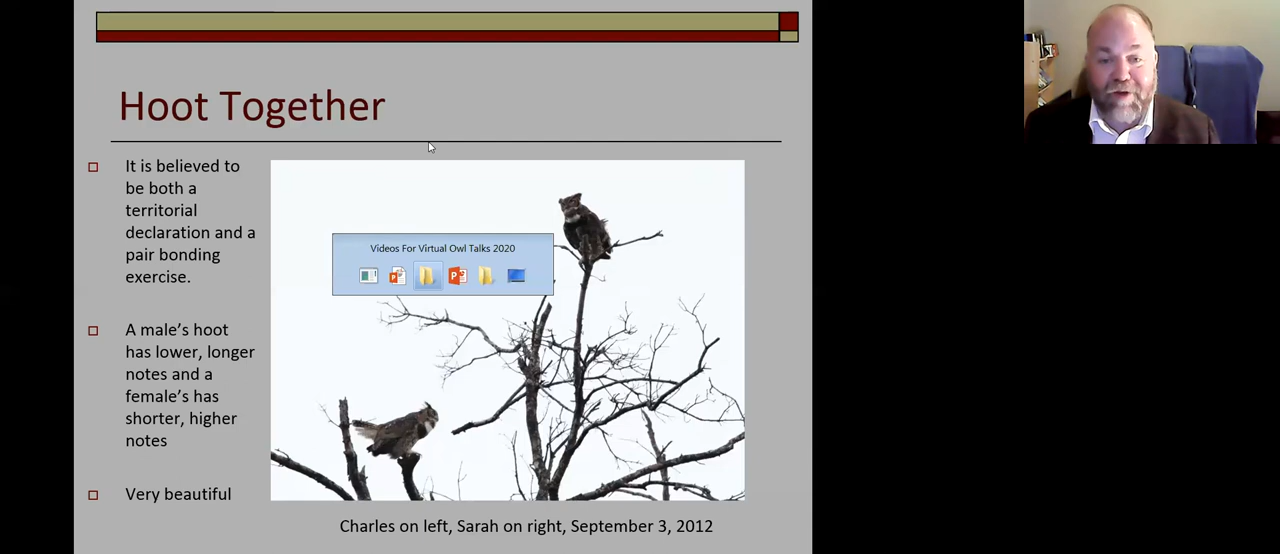 Hoot Together
It is believed to
be both a
territorial
declaration and a
pair bonding
exercise.
A male’s hoot
has lower, longer
notes and a
female’s has
shorter, higher
notes
Very beautiful
Videos For Virtual Owl Talks 2020
Charles on left, Sarah on right, September 3, 2012